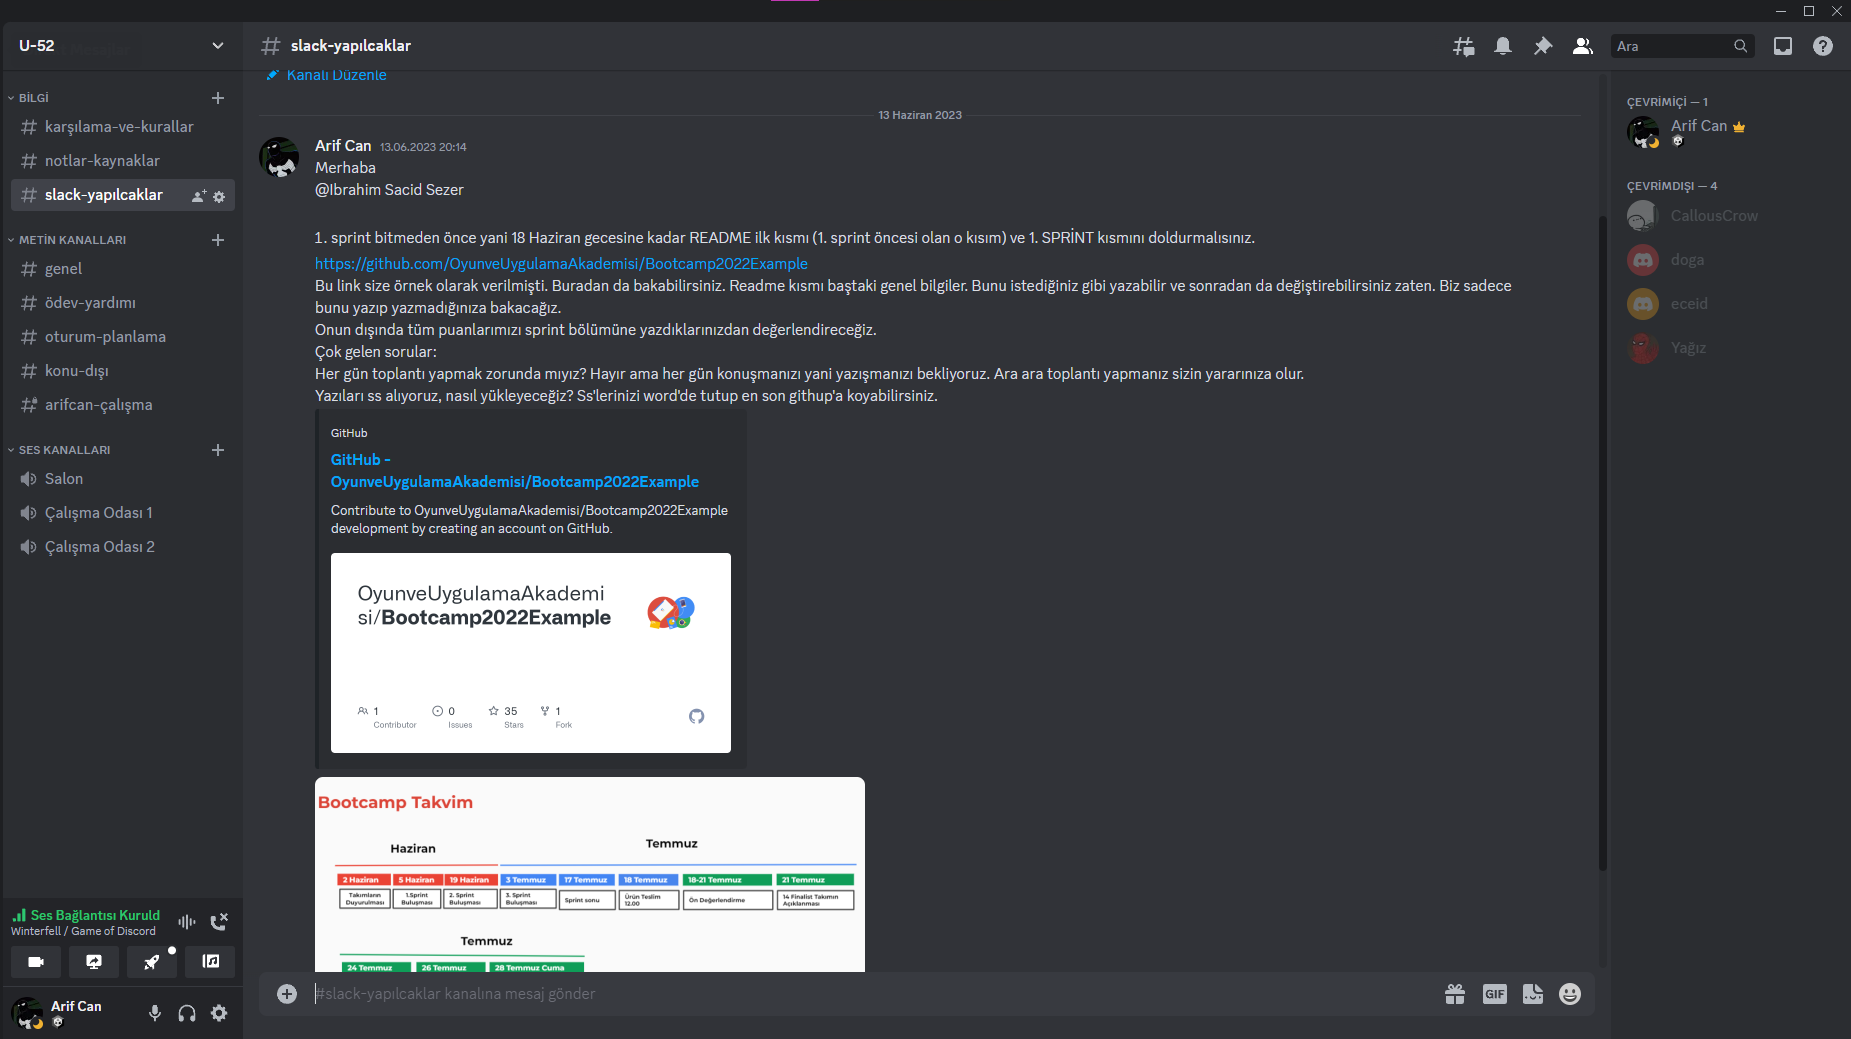 U-52
slack-yapılcaklar
Ara
Kanalı Düzenle
BİLGİ
karşılama-ve-kurallar
notlar-kaynaklar
slack-yapılcaklar
METİN KANALLARI
genel
ödev-yardımı
oturum-planlama
konu-dışı
arifcan-çalışma
SES KANALLARI
Salon
Çalışma Odası 1
Çalışma Odası 2
Ses Bağlantısı Kuruld
Winterfell / Game of Discord
Arif Can
13 Haziran 2023
Arif Can 13.06.2023 20:14
Merhaba
@Ibrahim Sacid Sezer
1. sprint bitmeden önce yani 18 Haziran gecesine kadar README ilk kısmı (1. sprint öncesi olan o kısım) ve 1. SPRİNT kısmını doldurmalısınız.
https://github.com/OyunveUygulamaAkademisi/Bootcamp2022Example
Bu link size örnek olarak verilmişti. Buradan da bakabilirsiniz. Readme kısmı baştaki genel bilgiler. Bunu istediğiniz gibi yazabilir ve sonradan da değiştirebilirsiniz zaten. Biz sadece
bunu yazıp yazmadığınıza bakacağız.
Onun dışında tüm puanlarımızı sprint bölümüne yazdıklarınızdan değerlendireceğiz.
Çok gelen sorular:
Her gün toplantı yapmak zorunda mıyız? Hayır ama her gün konuşmanızı yani yazışmanızı bekliyoruz. Ara ara toplantı yapmanız sizin yararınıza olur.
Yazıları ss alıyoruz, nasıl yükleyeceğiz? Ss'lerinizi word'de tutup en son githup'a koyabilirsiniz.
GitHub
GitHub -
OyunveUygulamaAkademisi/Bootcamp2022Example
Contribute to OyunveUygulamaAkademisi/Bootcamp2022Example
development by creating an account on GitHub.
OyunveUygulamaAkademi
si/Bootcamp2022Example
1 0 35 1
Contributor Issues Stars Fork
Bootcamp Takvim
Haziran Temmuz
2 Haziran 5 Haziran 19 Haziran 3 Temmuz 17 Temmuz 18 Temmuz 18-21 Temmuz 21 Temmuz
Takımların Duyurulması
1.Sprint Buluşması
2. Sprint Buluşması
3. Sprint Buluşması
Sprint sonu
Ürün Teslim 12.00
Ön Değerlendirme
14 Finalist Takımın Açıklanması
Temmuz
24 Temmuz 26 Temmuz 28 Temmuz Cuma
#slack-yapılcaklar kanalına mesaj gönder
GIF
ÇEVRİMİÇİ — 1
Arif Can
ÇEVRİMDIŞI — 4
CallousCrow
doga
eceid
Yağız